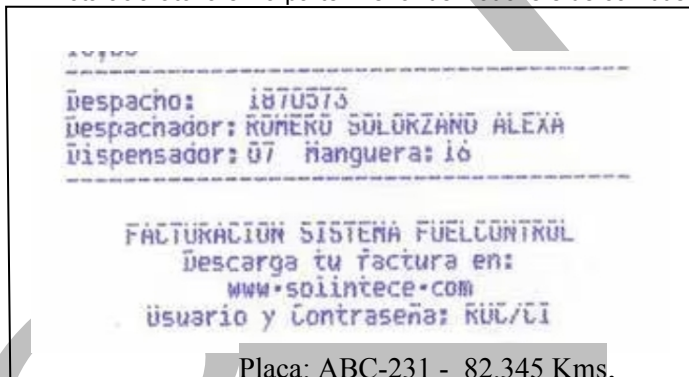 Despacho: 1870573
Despachador: ROMERO SOLORZANO ALEXA
Dispensador: 07 Manguera: 16
FACTURACION SISTEMA FUELCONTROL
Descarga tu factura en:
www.solintece.com
Usuario y Contraseña: RUC/CI
Placa: ABC-231 - 82.345 Kms.